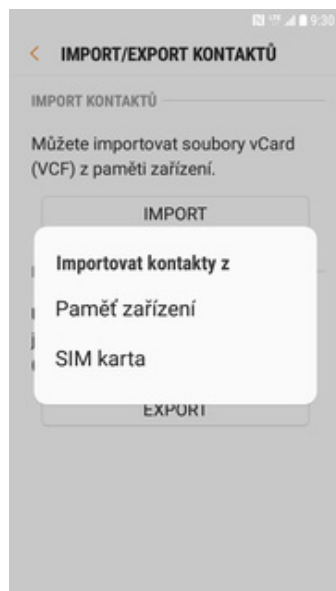 LTE 9:30
IMPORT/EXPORT KONTAKTŮ
IMPORT KONTAKTŮ
Můžete importovat soubory vCard
(VCF) z paměti zařízení.
IMPORT
Importovat kontakty z
Paměť zařízení
SIM karta
EXPORT